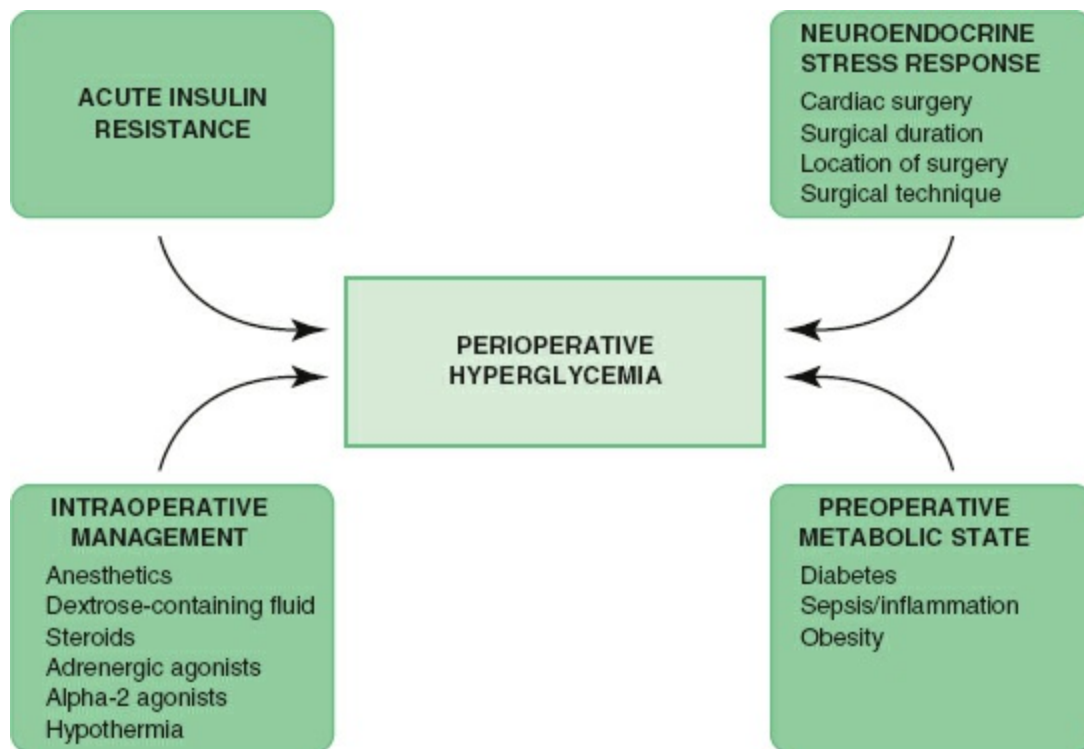 ACUTE INSULIN
RESISTANCE
NEUROENDOCRINE
STRESS RESPONSE
Cardiac surgery
Surgical duration
Location of surgery
Surgical technique
PERIOPERATIVE
HYPERGLYCEMIA
INTRAOPERATIVE
MANAGEMENT
Anesthetics
Dextrose-containing fluid
Steroids
Adrenergic agonists
Alpha-2 agonists
Hypothermia
PREOPERATIVE
METABOLIC STATE
Diabetes
Sepsis/inflammation
Obesity